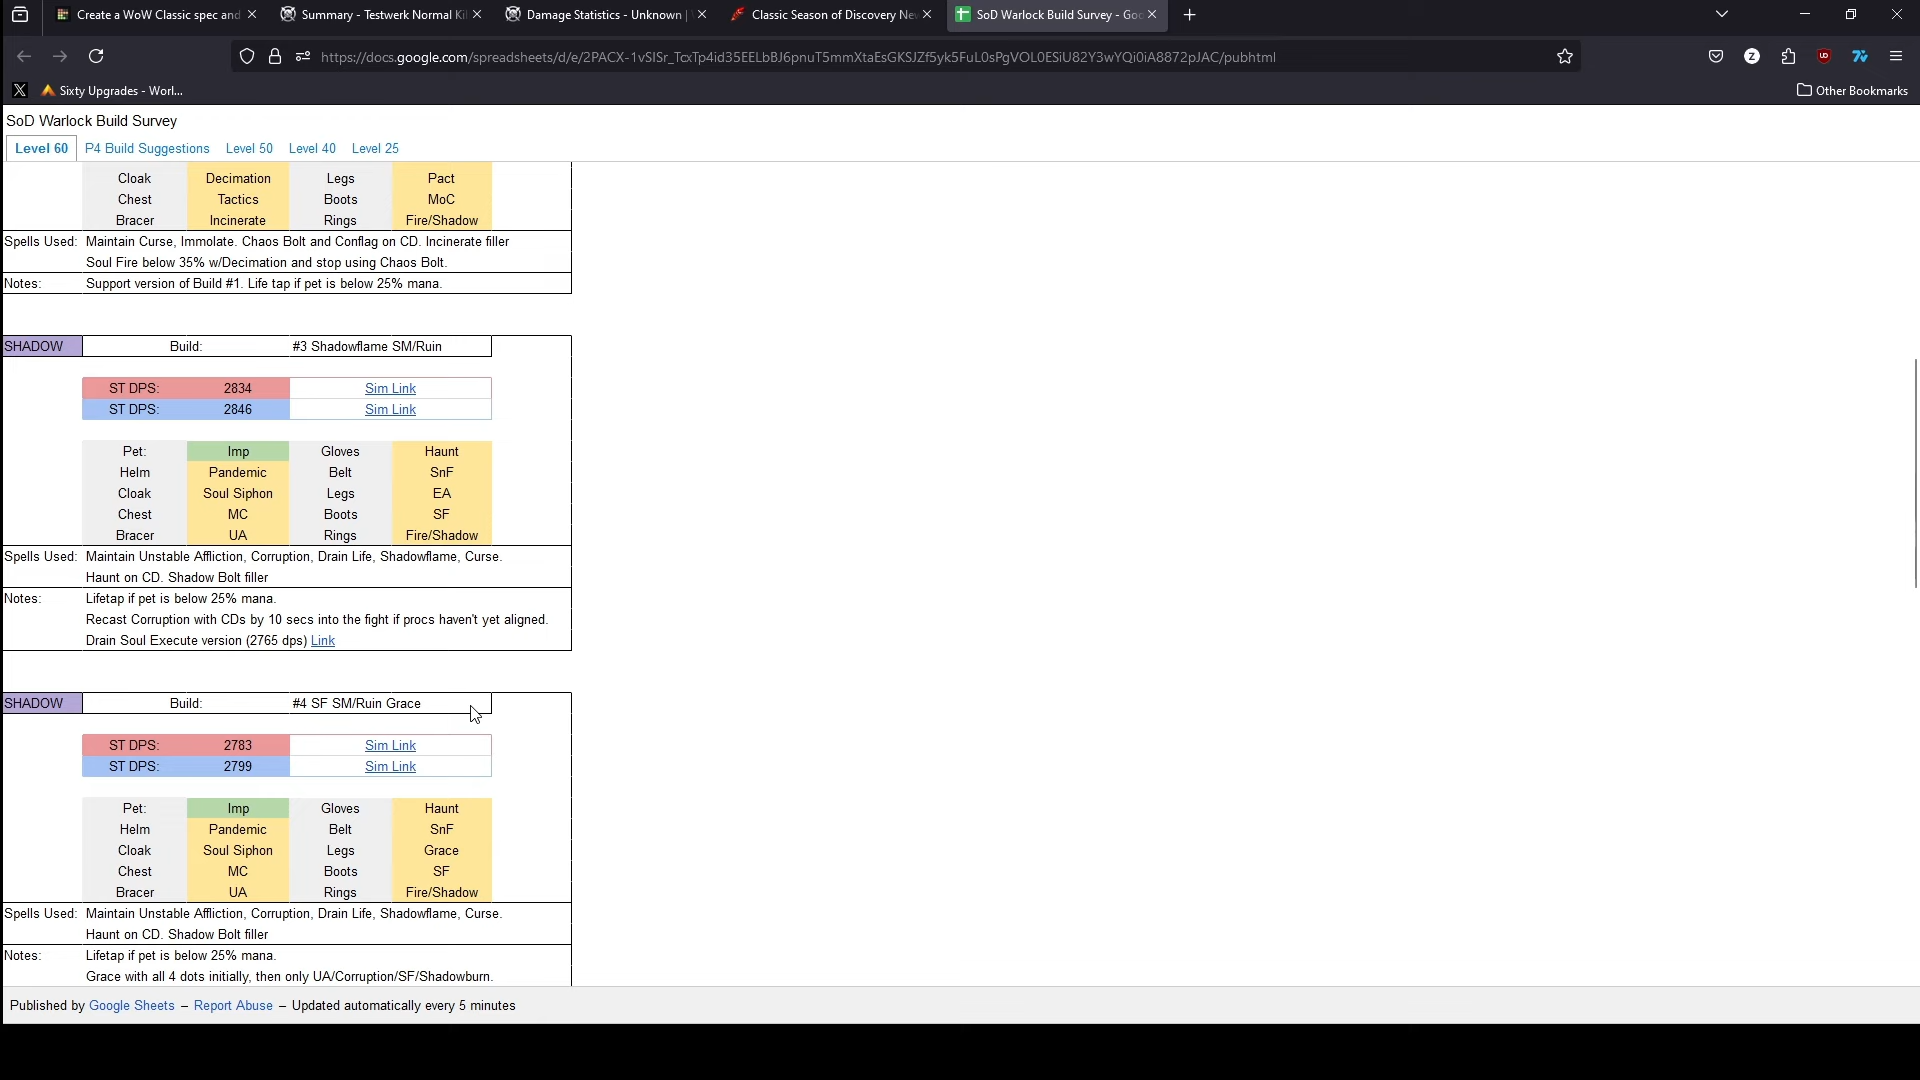 Create a WoW Classic spec and
Summary - Testwerk Normal Kil
Damage Statistics - Unknown |
Classic Season of Discovery Nev
SoD Warlock Build Survey - Goo
https://docs.google.com/spreadsheets/d/e/2PACX-1vSISr_TcxTp4id35EELbBJ6pnuT5mmXtaEsGKSJZf5yk5FuL0sPgVOL0ESiU82Y3wYQi0iA8872pJAC/pubhtml
Sixty Upgrades - Worl...
Other Bookmarks
SoD Warlock Build Survey
Level 60 P4 Build Suggestions Level 50 Level 40 Level 25
Cloak Decimation Legs Pact
Chest Tactics Boots MoC
Bracer Incinerate Rings Fire/Shadow
Spells Used: Maintain Curse, Immolate. Chaos Bolt and Conflag on CD. Incinerate filler
Soul Fire below 35% w/Decimation and stop using Chaos Bolt.
Notes: Support version of Build #1. Life tap if pet is below 25% mana.
SHADOW Build: #3 Shadowflame SM/Ruin
ST DPS: 2834 Sim Link
ST DPS: 2846 Sim Link
Pet: Imp Gloves Haunt
Helm Pandemic Belt SnF
Cloak Soul Siphon Legs EA
Chest MC Boots SF
Bracer UA Rings Fire/Shadow
Spells Used: Maintain Unstable Affliction, Corruption, Drain Life, Shadowflame, Curse.
Haunt on CD. Shadow Bolt filler
Notes: Lifetap if pet is below 25% mana.
Recast Corruption with CDs by 10 secs into the fight if procs haven't yet aligned.
Drain Soul Execute version (2765 dps) Link
SHADOW Build: #4 SF SM/Ruin Grace
ST DPS: 2783 Sim Link
ST DPS: 2799 Sim Link
Pet: Imp Gloves Haunt
Helm Pandemic Belt SnF
Cloak Soul Siphon Legs Grace
Chest MC Boots SF
Bracer UA Rings Fire/Shadow
Spells Used: Maintain Unstable Affliction, Corruption, Drain Life, Shadowflame, Curse.
Haunt on CD. Shadow Bolt filler
Notes: Lifetap if pet is below 25% mana.
Grace with all 4 dots initially, then only UA/Corruption/SF/Shadowburn.
Published by Google Sheets – Report Abuse – Updated automatically every 5 minutes